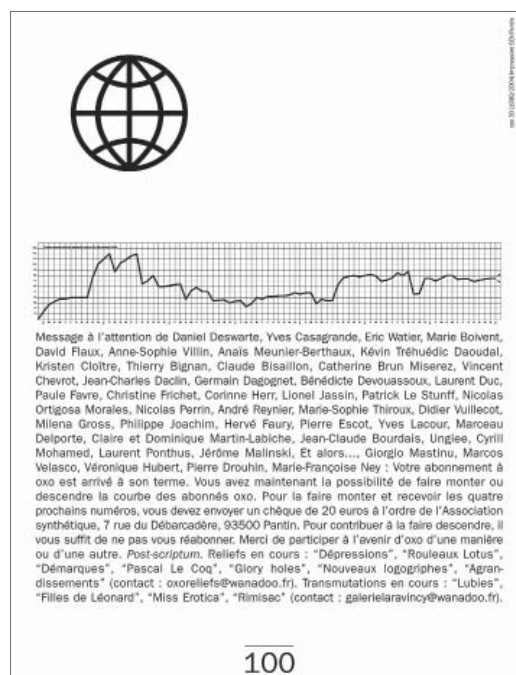 Message à l'attention de Daniel Deswarte, Yves Casagrande, Eric Watier, Marie Boivent,
David Flaux, Anne-Sophie Villin, Anaïs Meunier-Berthaux, Kévin Tréhuédic Daoudal,
Kristen Cloître, Thierry Bignan, Claude Bisaillon, Catherine Brun Miserez, Vincent
Chevrot, Jean-Charles Daclin, Germain Dagognet, Bénédicte Devouassoux, Laurent Duc,
Paule Favre, Christine Frichet, Corinne Herr, Lionel Jassin, Patrick Le Stunff, Nicolas
Ortigosa Morales, Nicolas Perrin, André Reynier, Marie-Sophie Thiroux, Didier Vuillecot,
Milena Gross, Philippe Joachim, Hervé Faury, Pierre Escot, Yves Lacour, Marceau
Delporte, Claire et Dominique Martin-Labiche, Jean-Claude Bourdais, Unglee, Cyrill
Mohamed, Laurent Ponthus, Jérôme Malinski, Et alors..., Giorgio Mastinu, Marcos
Velasco, Véronique Hubert, Pierre Drouhin, Marie-Françoise Ney : Votre abonnement à
oxo est arrivé à son terme. Vous avez maintenant la possibilité de faire monter ou
descendre la courbe des abonnés oxo. Pour la faire monter et recevoir les quatre
prochains numéros, vous devez envoyer un chèque de 20 euros à l'ordre de l'Association
synthétique, 7 rue du Débarcadère, 93500 Pantin. Pour contribuer à la faire descendre, il
vous suffit de ne pas vous réabonner. Merci de participer à l'avenir d'oxo d'une manière
ou d'une autre. Post-scriptum. Reliefs en cours : "Dépressions", "Rouleaux Lotus",
"Démarques", "Pascal Le Coq", "Glory holes", "Nouveaux logogriphes", "Agran-
dissements" (contact : oxoreliefs@wanadoo.fr). Transmutations en cours : "Lubies",
"Filles de Léonard", "Miss Erotica", "Rimisac" (contact : galerielaravincy@wanadoo.fr).
100